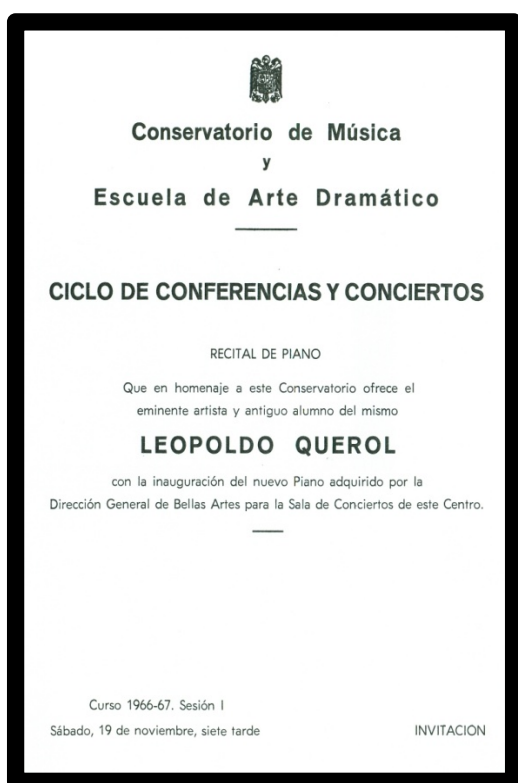 Conservatorio de Música
y
Escuela de Arte Dramático
CICLO DE CONFERENCIAS Y CONCIERTOS
RECITAL DE PIANO
Que en homenaje a este Conservatorio ofrece el
eminente artista y antiguo alumno del mismo
LEOPOLDO QUEROL
con la inauguración del nuevo Piano adquirido por la
Dirección General de Bellas Artes para la Sala de Conciertos de este Centro.
Curso 1966-67. Sesión I
Sábado, 19 de noviembre, siete tarde
INVITACION